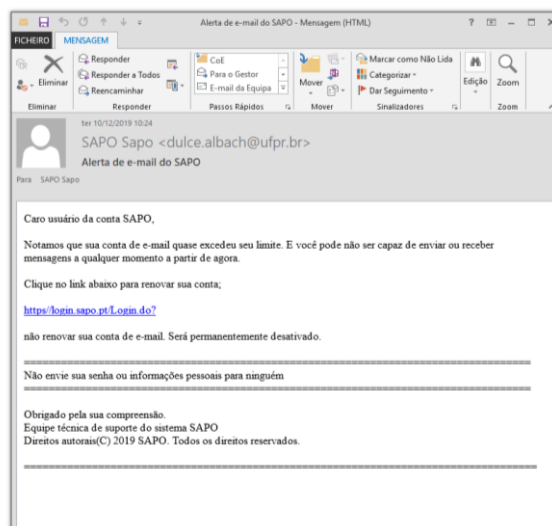 Alerta de e-mail do SAPO - Mensagem (HTML)
FICHEIRO MENSAGEM
Eliminar
Responder
Responder a Todos
Reencaminhar
CoE
Para o Gestor
E-mail da Equipa
Mover
Marcar como Não Lida
Categorizar
Dar Seguimento
Edição
Zoom
Eliminar Responder Passos Rápidos Mover Sinalizadores Zoom
ter 10/12/2019 10:24
SAPO Sapo <dulce.albach@ufpr.br>
Alerta de e-mail do SAPO
Para SAPO Sapo
Caro usuário da conta SAPO,
Notamos que sua conta de e-mail quase excedeu seu limite. E você pode não ser capaz de enviar ou receber
mensagens a qualquer momento a partir de agora.
Clique no link abaixo para renovar sua conta;
https//login.sapo.pt/Login.do?
não renovar sua conta de e-mail. Será permanentemente desativado.
Não envie sua senha ou informações pessoais para ninguém
Obrigado pela sua compreensão.
Equipe técnica de suporte do sistema SAPO
Direitos autorais(C) 2019 SAPO. Todos os direitos reservados.